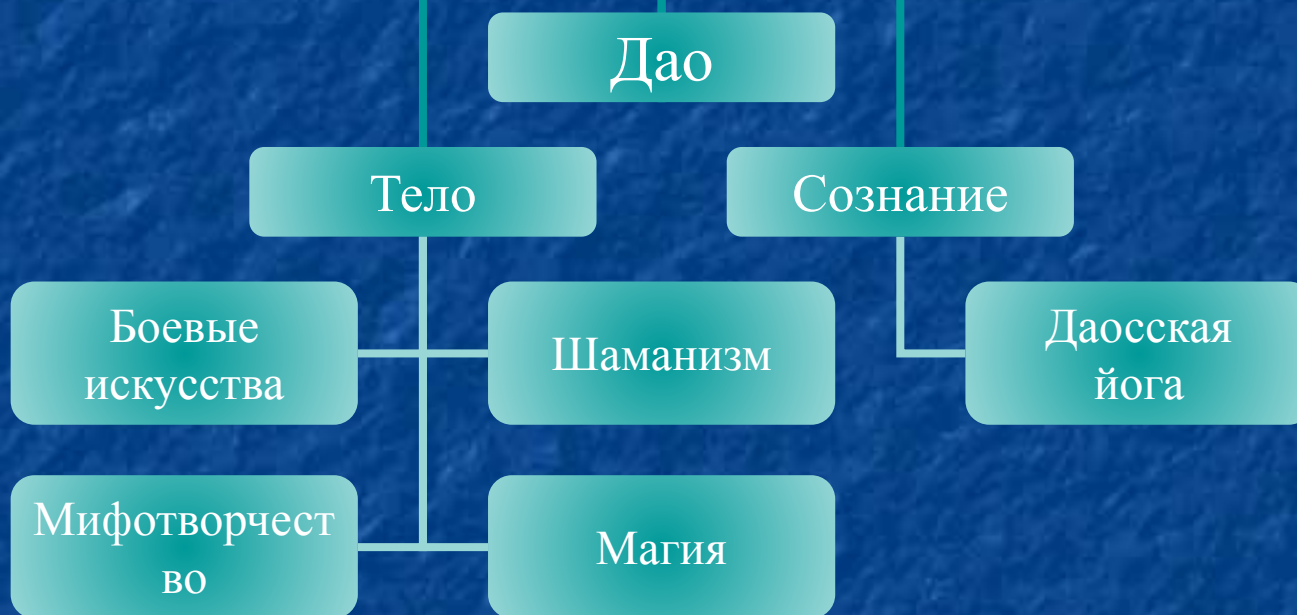 Дао
Тело
Сознание
Боевые
искусства
Шаманизм
Даосская
йога
Мифотворчест
во
Магия